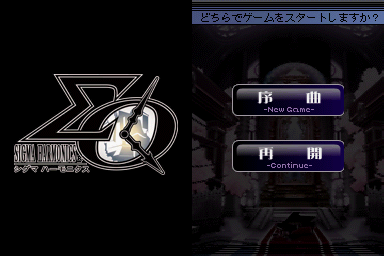 SIGMA HARMONICS
シグマ ハーモニクス
どちらでゲームをスタートしますか？
序 曲
-New Game-
再 開
-Continue-